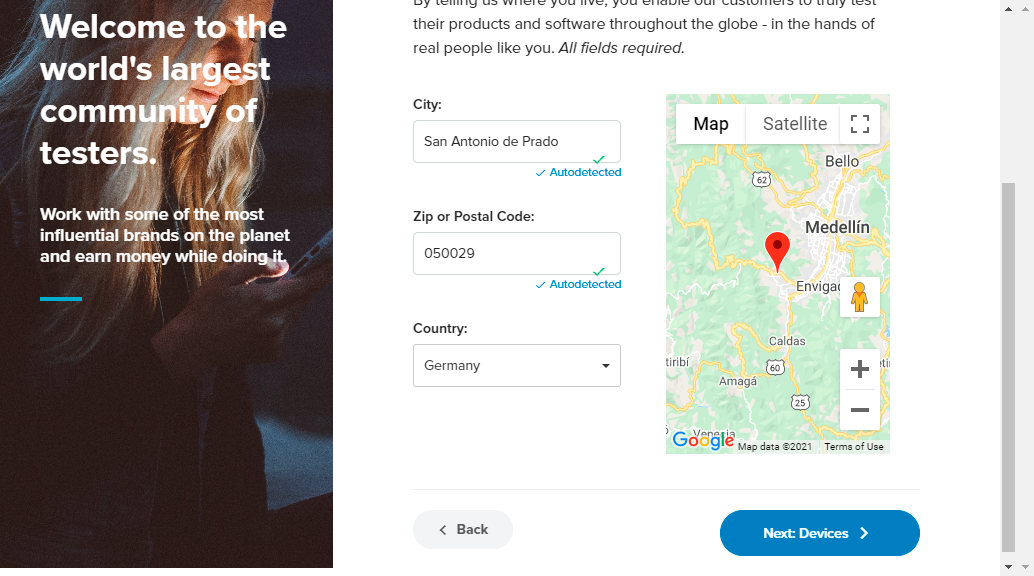 Welcome to the
world's largest
community of
testers.
Work with some of the most
influential brands on the planet
and earn money while doing it.
By telling us where you live, you enable our customers to truly test
their products and software throughout the globe - in the hands of
real people like you. All fields required.
City:
San Antonio de Prado
Autodetected
Zip or Postal Code:
050029
Autodetected
Country:
Germany
Map
Satellite
Bello
62
Medellín
Caldas
60
Amagá
25
Google
Map data ©2021
Terms of Use
Back
Next: Devices